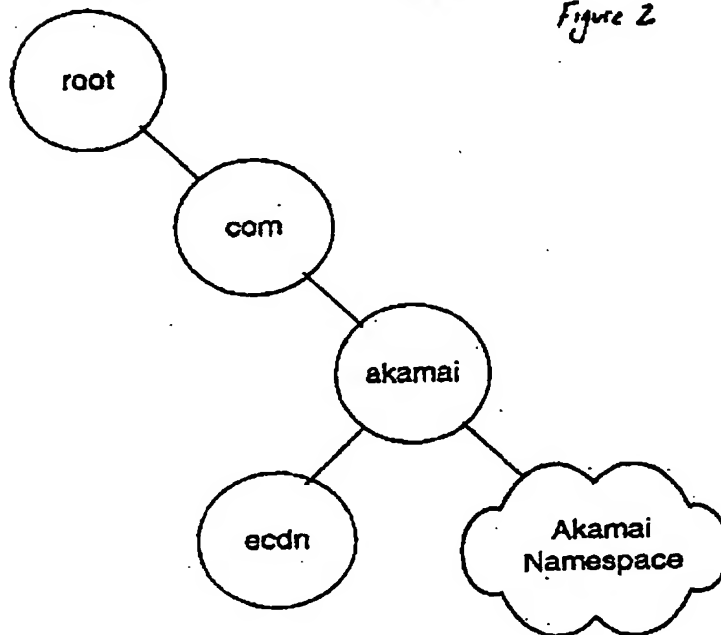 Figure 2
root
com
akamai
ecdn
Akamai
Namespace